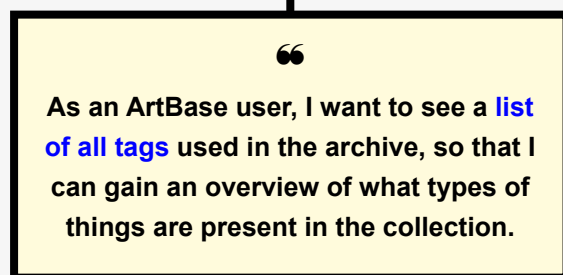 ❝
As an ArtBase user, I want to see a list
of all tags used in the archive, so that I
can gain an overview of what types of
things are present in the collection.